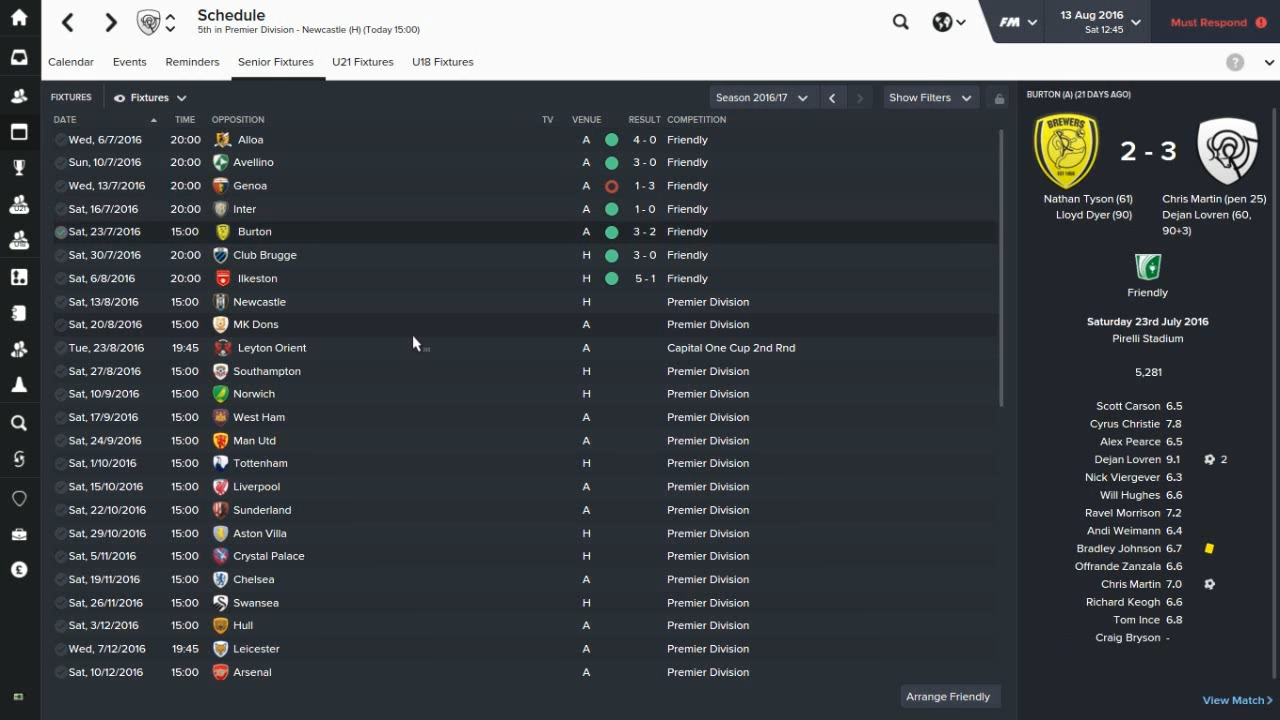 Schedule
5th in Premier Division - Newcastle (H) (Today 15:00)
FM
13 Aug 2016
Sat 12:45
Must Respond
Calendar Events Reminders Senior Fixtures U21 Fixtures U18 Fixtures
FIXTURES Fixtures Season 2016/17 Show Filters
DATE TIME OPPOSITION TV VENUE RESULT COMPETITION
Wed, 6/7/2016 20:00 Alloa A 4 - 0 Friendly
Sun, 10/7/2016 20:00 Avellino A 3 - 0 Friendly
Wed, 13/7/2016 20:00 Genoa A 1 - 3 Friendly
Sat, 16/7/2016 20:00 Inter A 1 - 0 Friendly
Sat, 23/7/2016 15:00 Burton A 3 - 2 Friendly
Sat, 30/7/2016 20:00 Club Brugge H 3 - 0 Friendly
Sat, 6/8/2016 20:00 Ilkeston H 5 - 1 Friendly
Sat, 13/8/2016 15:00 Newcastle H Premier Division
Sat, 20/8/2016 15:00 MK Dons A Premier Division
Tue, 23/8/2016 19:45 Leyton Orient A Capital One Cup 2nd Rnd
Sat, 27/8/2016 15:00 Southampton H Premier Division
Sat, 10/9/2016 15:00 Norwich H Premier Division
Sat, 17/9/2016 15:00 West Ham A Premier Division
Sat, 24/9/2016 15:00 Man Utd A Premier Division
Sat, 1/10/2016 15:00 Tottenham H Premier Division
Sat, 15/10/2016 15:00 Liverpool A Premier Division
Sat, 22/10/2016 15:00 Sunderland A Premier Division
Sat, 29/10/2016 15:00 Aston Villa H Premier Division
Sat, 5/11/2016 15:00 Crystal Palace H Premier Division
Sat, 19/11/2016 15:00 Chelsea A Premier Division
Sat, 26/11/2016 15:00 Swansea H Premier Division
Sat, 3/12/2016 15:00 Hull A Premier Division
Wed, 7/12/2016 19:45 Leicester A Premier Division
Sat, 10/12/2016 15:00 Arsenal A Premier Division
Arrange Friendly
BURTON (A) (21 DAYS AGO)
BREWERS
2 - 3
Nathan Tyson (61)
Lloyd Dyer (90)
Chris Martin (pen 25)
Dejan Lovren (60,
90+3)
Friendly
Saturday 23rd July 2016
Pirelli Stadium
5,281
Scott Carson 6.5
Cyrus Christie 7.8
Alex Pearce 6.5
Dejan Lovren 9.1 2
Nick Viergever 6.3
Will Hughes 6.6
Ravel Morrison 7.2
Andi Weimann 6.4
Bradley Johnson 6.7
Offrande Zanzala 6.6
Chris Martin 7.0
Richard Keogh 6.6
Tom Ince 6.8
Craig Bryson -
View Match